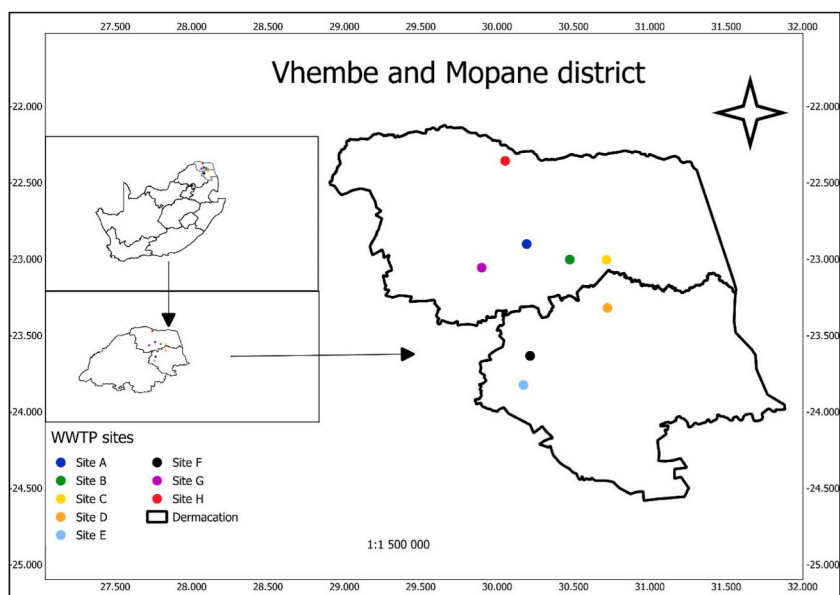 27.500 28.000 28.500 29.000 29.500 30.000 30.500 31.000 31.500 32.000
Vhembe and Mopane district
-22.000 -22.000
-22.500 -22.500
-23.000 -23.000
-23.500 -23.500
-24.000 -24.000
-24.500 -24.500
-25.000 -25.000
WWTP sites
Site A Site F
Site B Site G
Site C Site H
Site D Dermacation
Site E
1:1 500 000
27.500 28.000 28.500 29.000 29.500 30.000 30.500 31.000 31.500 32.000